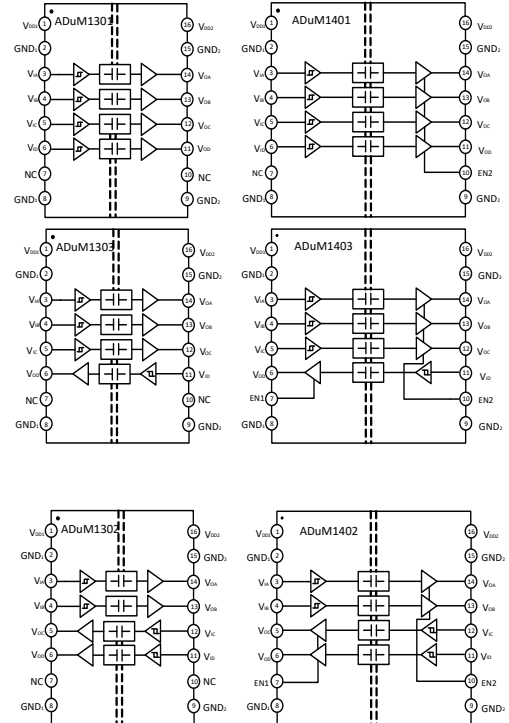 VDD1 1 ADuM1301 16 VDD2
GND₁ 2 15 GND₂
VIA 3 14 VOA
VIB 4 13 VOB
VIC 5 12 VOC
VID 6 11 VOD
NC 7 10 NC
GND₁ 8 9 GND₂
VDD1 1 ADuM1401 16 VDD2
GND₁ 2 15 GND₂
VIA 3 14 VOA
VIB 4 13 VOB
VIC 5 12 VOC
VID 6 11 VOD
NC 7 10 EN2
GND₁ 8 9 GND₂
VDD1 1 ADuM1303 16 VDD2
GND₁ 2 15 GND₂
VIA 3 14 VOA
VIB 4 13 VOB
VIC 5 12 VOC
VOD 6 11 VID
NC 7 10 NC
GND₁ 8 9 GND₂
VDD1 1 ADuM1403 16 VDD2
GND₁ 2 15 GND₂
VIA 3 14 VOA
VIB 4 13 VOB
VIC 5 12 VOC
VOD 6 11 VID
EN1 7 10 EN2
GND₁ 8 9 GND₂
VDD1 1 ADuM1302 16 VDD2
GND₁ 2 15 GND₂
VIA 3 14 VOA
VIB 4 13 VOB
VOC 5 12 VIC
VOD 6 11 VID
NC 7 10 NC
GND₁ 8 9 GND₂
VDD1 1 ADuM1402 16 VDD2
GND₁ 2 15 GND₂
VIA 3 14 VOA
VIB 4 13 VOB
VOC 5 12 VIC
VOD 6 11 VID
EN1 7 10 EN2
GND₁ 8 9 GND₂